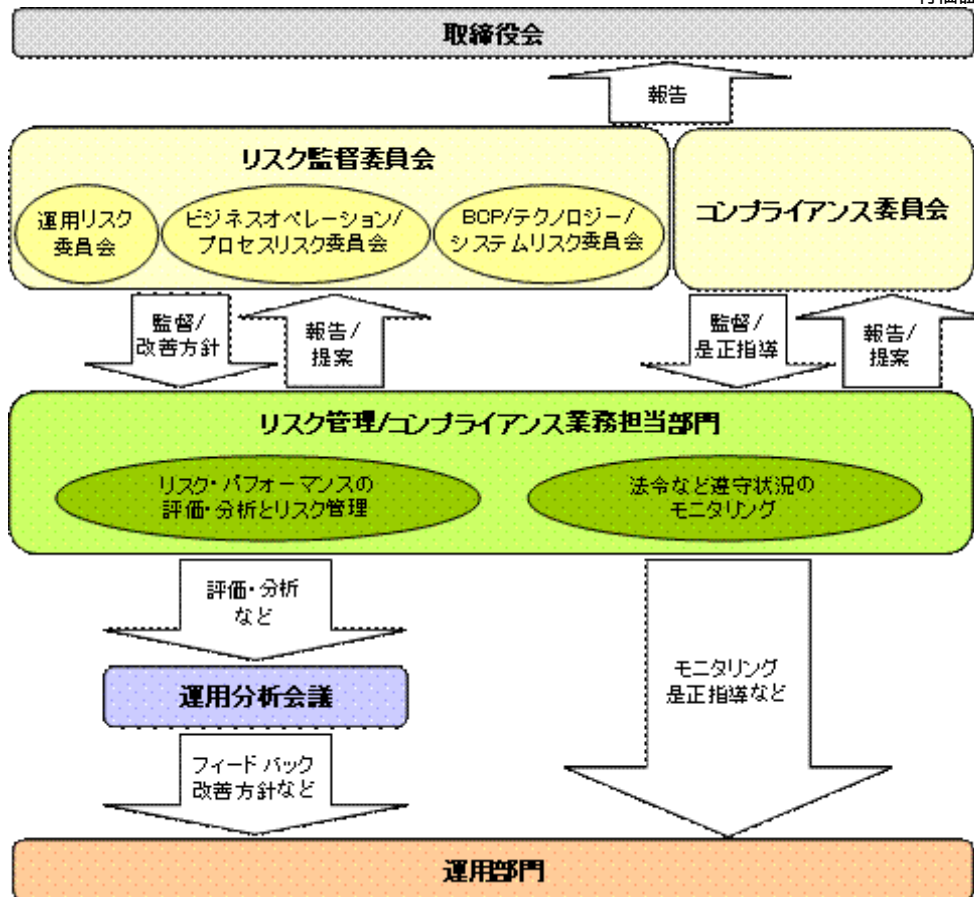 取締役会
報告
リスク監督委員会
運用リスク
委員会
ビジネスオペレーション/
プロセスリスク委員会
BCP/テクノロジー/
システムリスク委員会
コンプライアンス委員会
監督/
改善方針
報告/
提案
監督/
是正指導
報告/
提案
リスク管理/コンプライアンス業務担当部門
リスク・パフォーマンスの
評価・分析とリスク管理
法令など遵守状況の
モニタリング
評価・分析
など
運用分析会議
モニタリング
是正指導など
フィードバック
改善方針など
運用部門